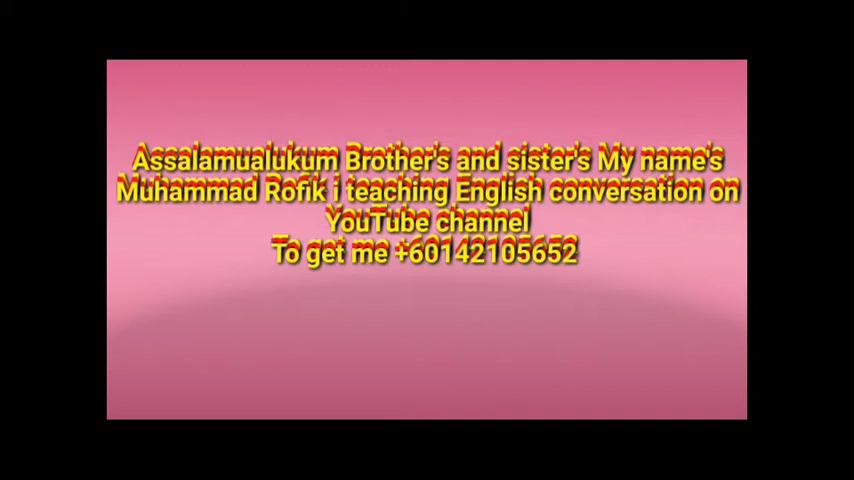 Assalamualukum Brother's and sister's My name's
Muhammad Rofik i teaching English conversation on
YouTube channel
To get me +60142105652